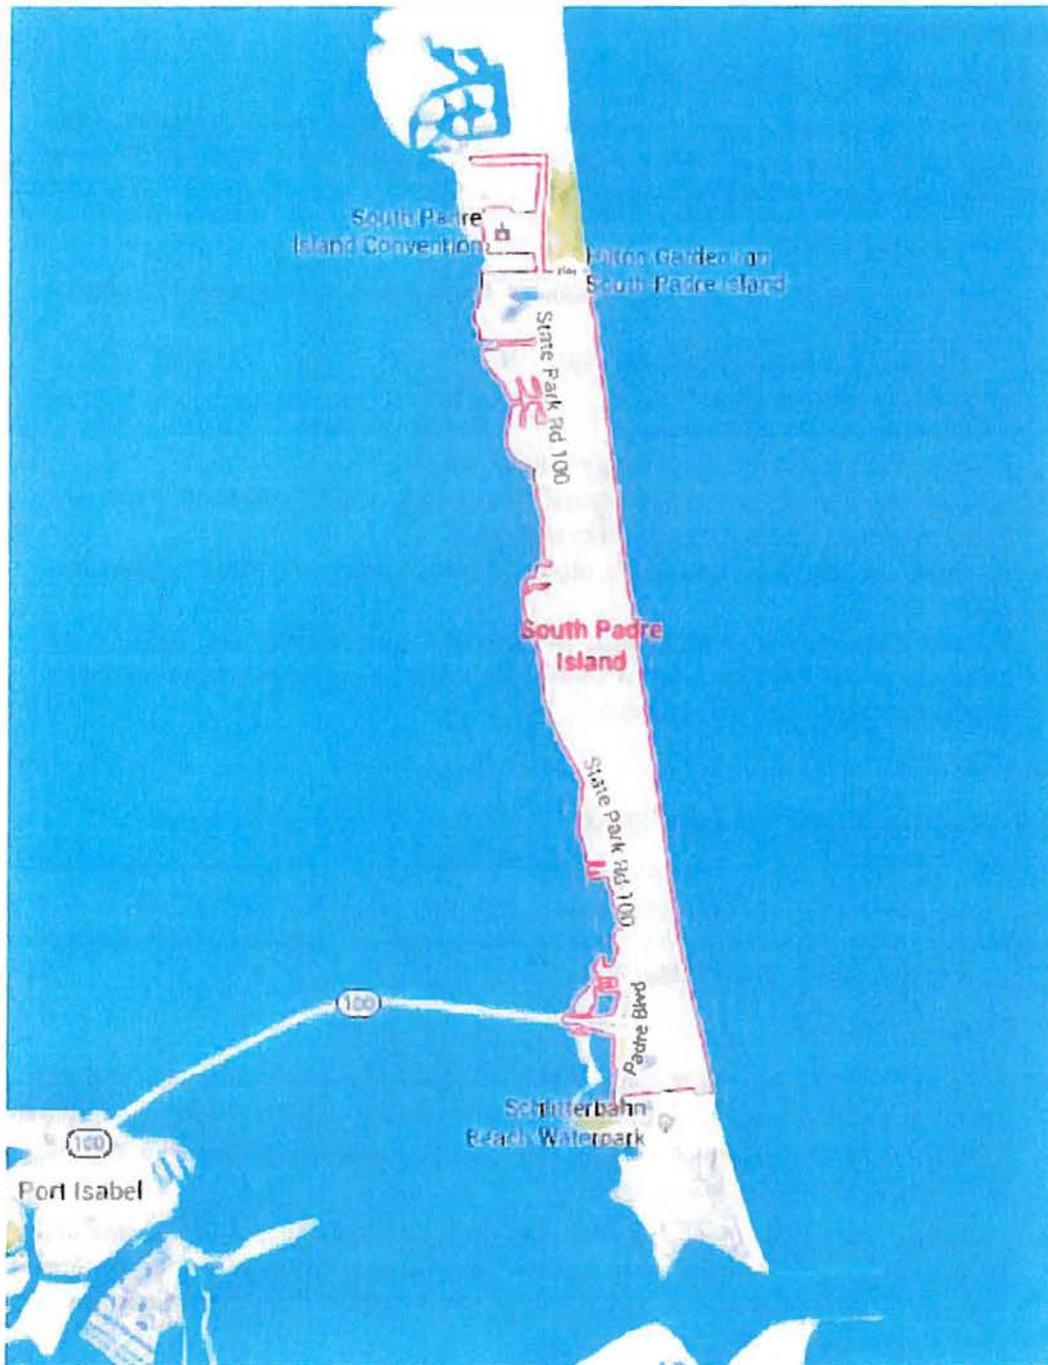 South Padre
Island Convention
South Padre Island
State Park Rd 100
South Padre
Island
State Park Rd 100
100
Padre Blvd
Schlitterbahn
Beach Waterpark
100
Port Isabel